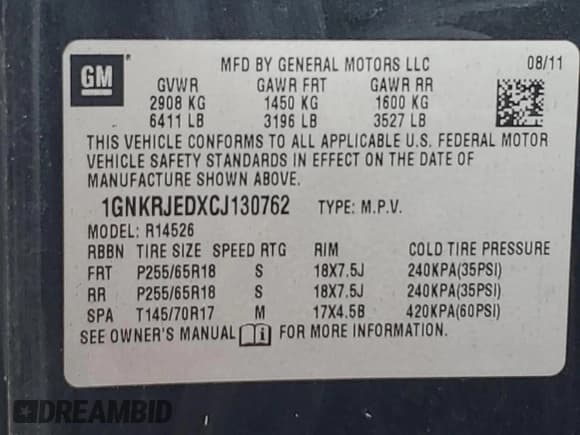 GM
MFD BY GENERAL MOTORS LLC 08/11
GVWR GAWR FRT GAWR RR
2908 KG 1450 KG 1600 KG
6411 LB 3196 LB 3527 LB
THIS VEHICLE CONFORMS TO ALL APPLICABLE U.S. FEDERAL MOTOR
VEHICLE SAFETY STANDARDS IN EFFECT ON THE DATE OF
MANUFACTURE SHOWN ABOVE.
1GNKRJEDXCJ130762 TYPE: M.P.V.
MODEL: R14526
RBBN TIRE SIZE SPEED RTG RIM COLD TIRE PRESSURE
FRT P255/65R18 S 18X7.5J 240KPA(35PSI)
RR P255/65R18 S 18X7.5J 240KPA(35PSI)
SPA T145/70R17 M 17X4.5B 420KPA(60PSI)
SEE OWNER'S MANUAL i FOR MORE INFORMATION.
DREAMBID